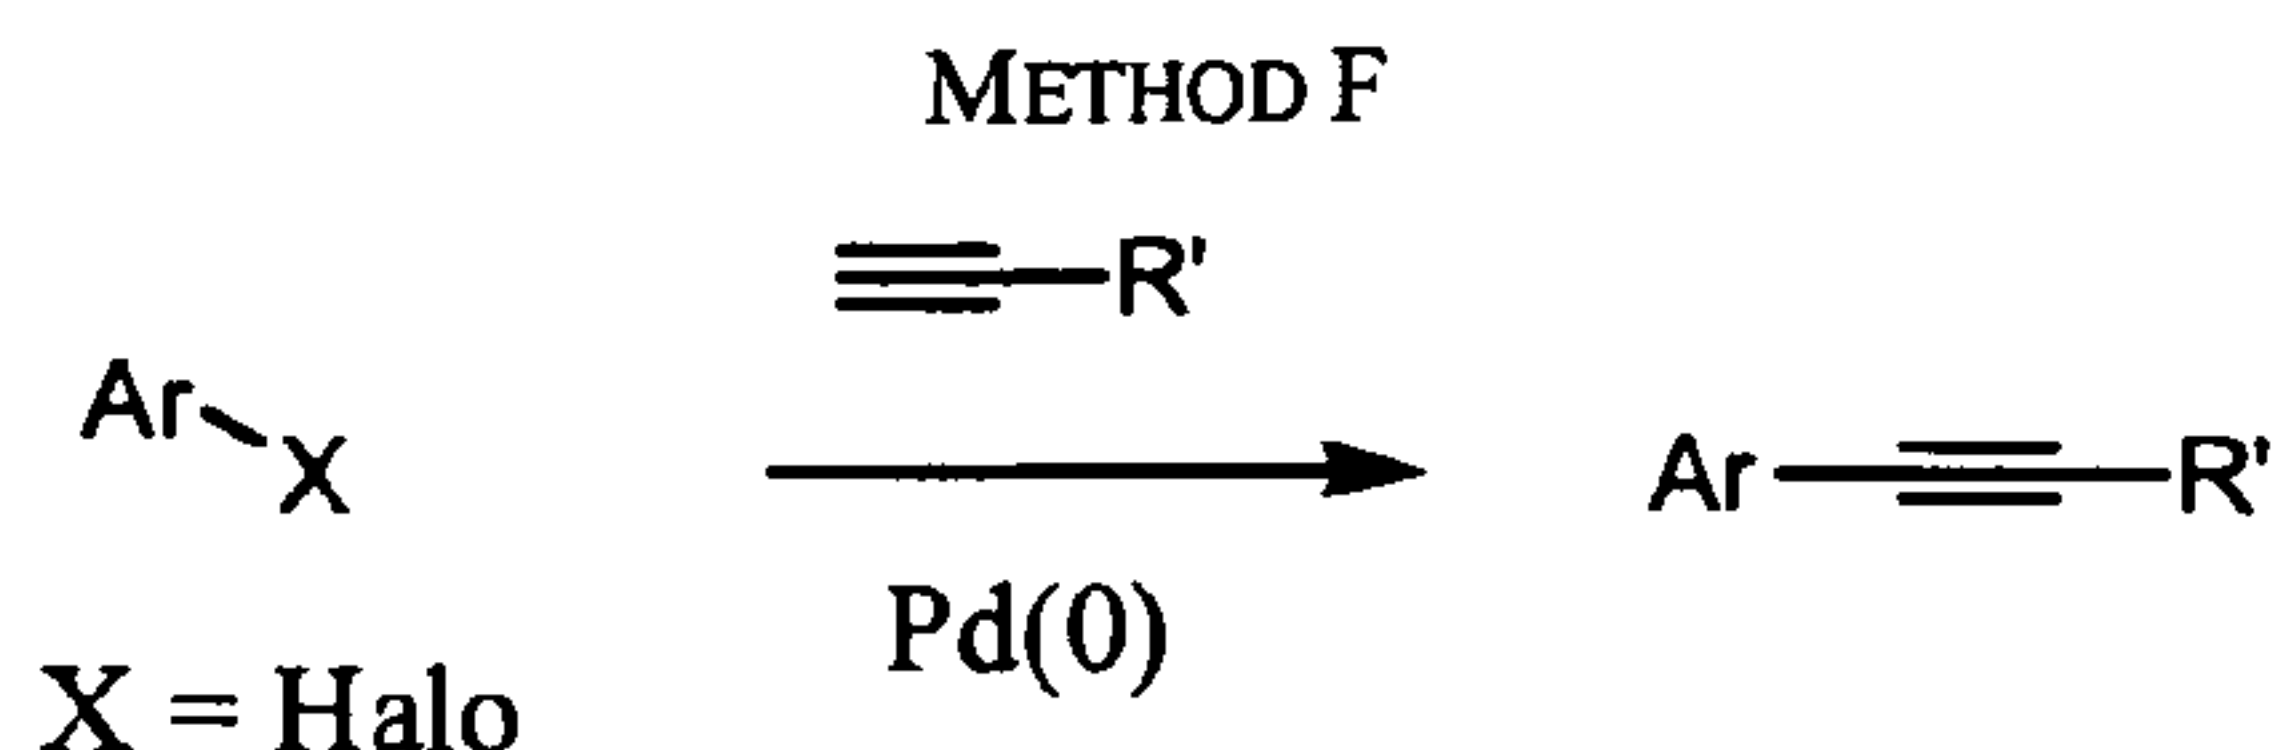 METHOD F
R'
Ar
X
Ar R'
Pd(0)
X = Halo